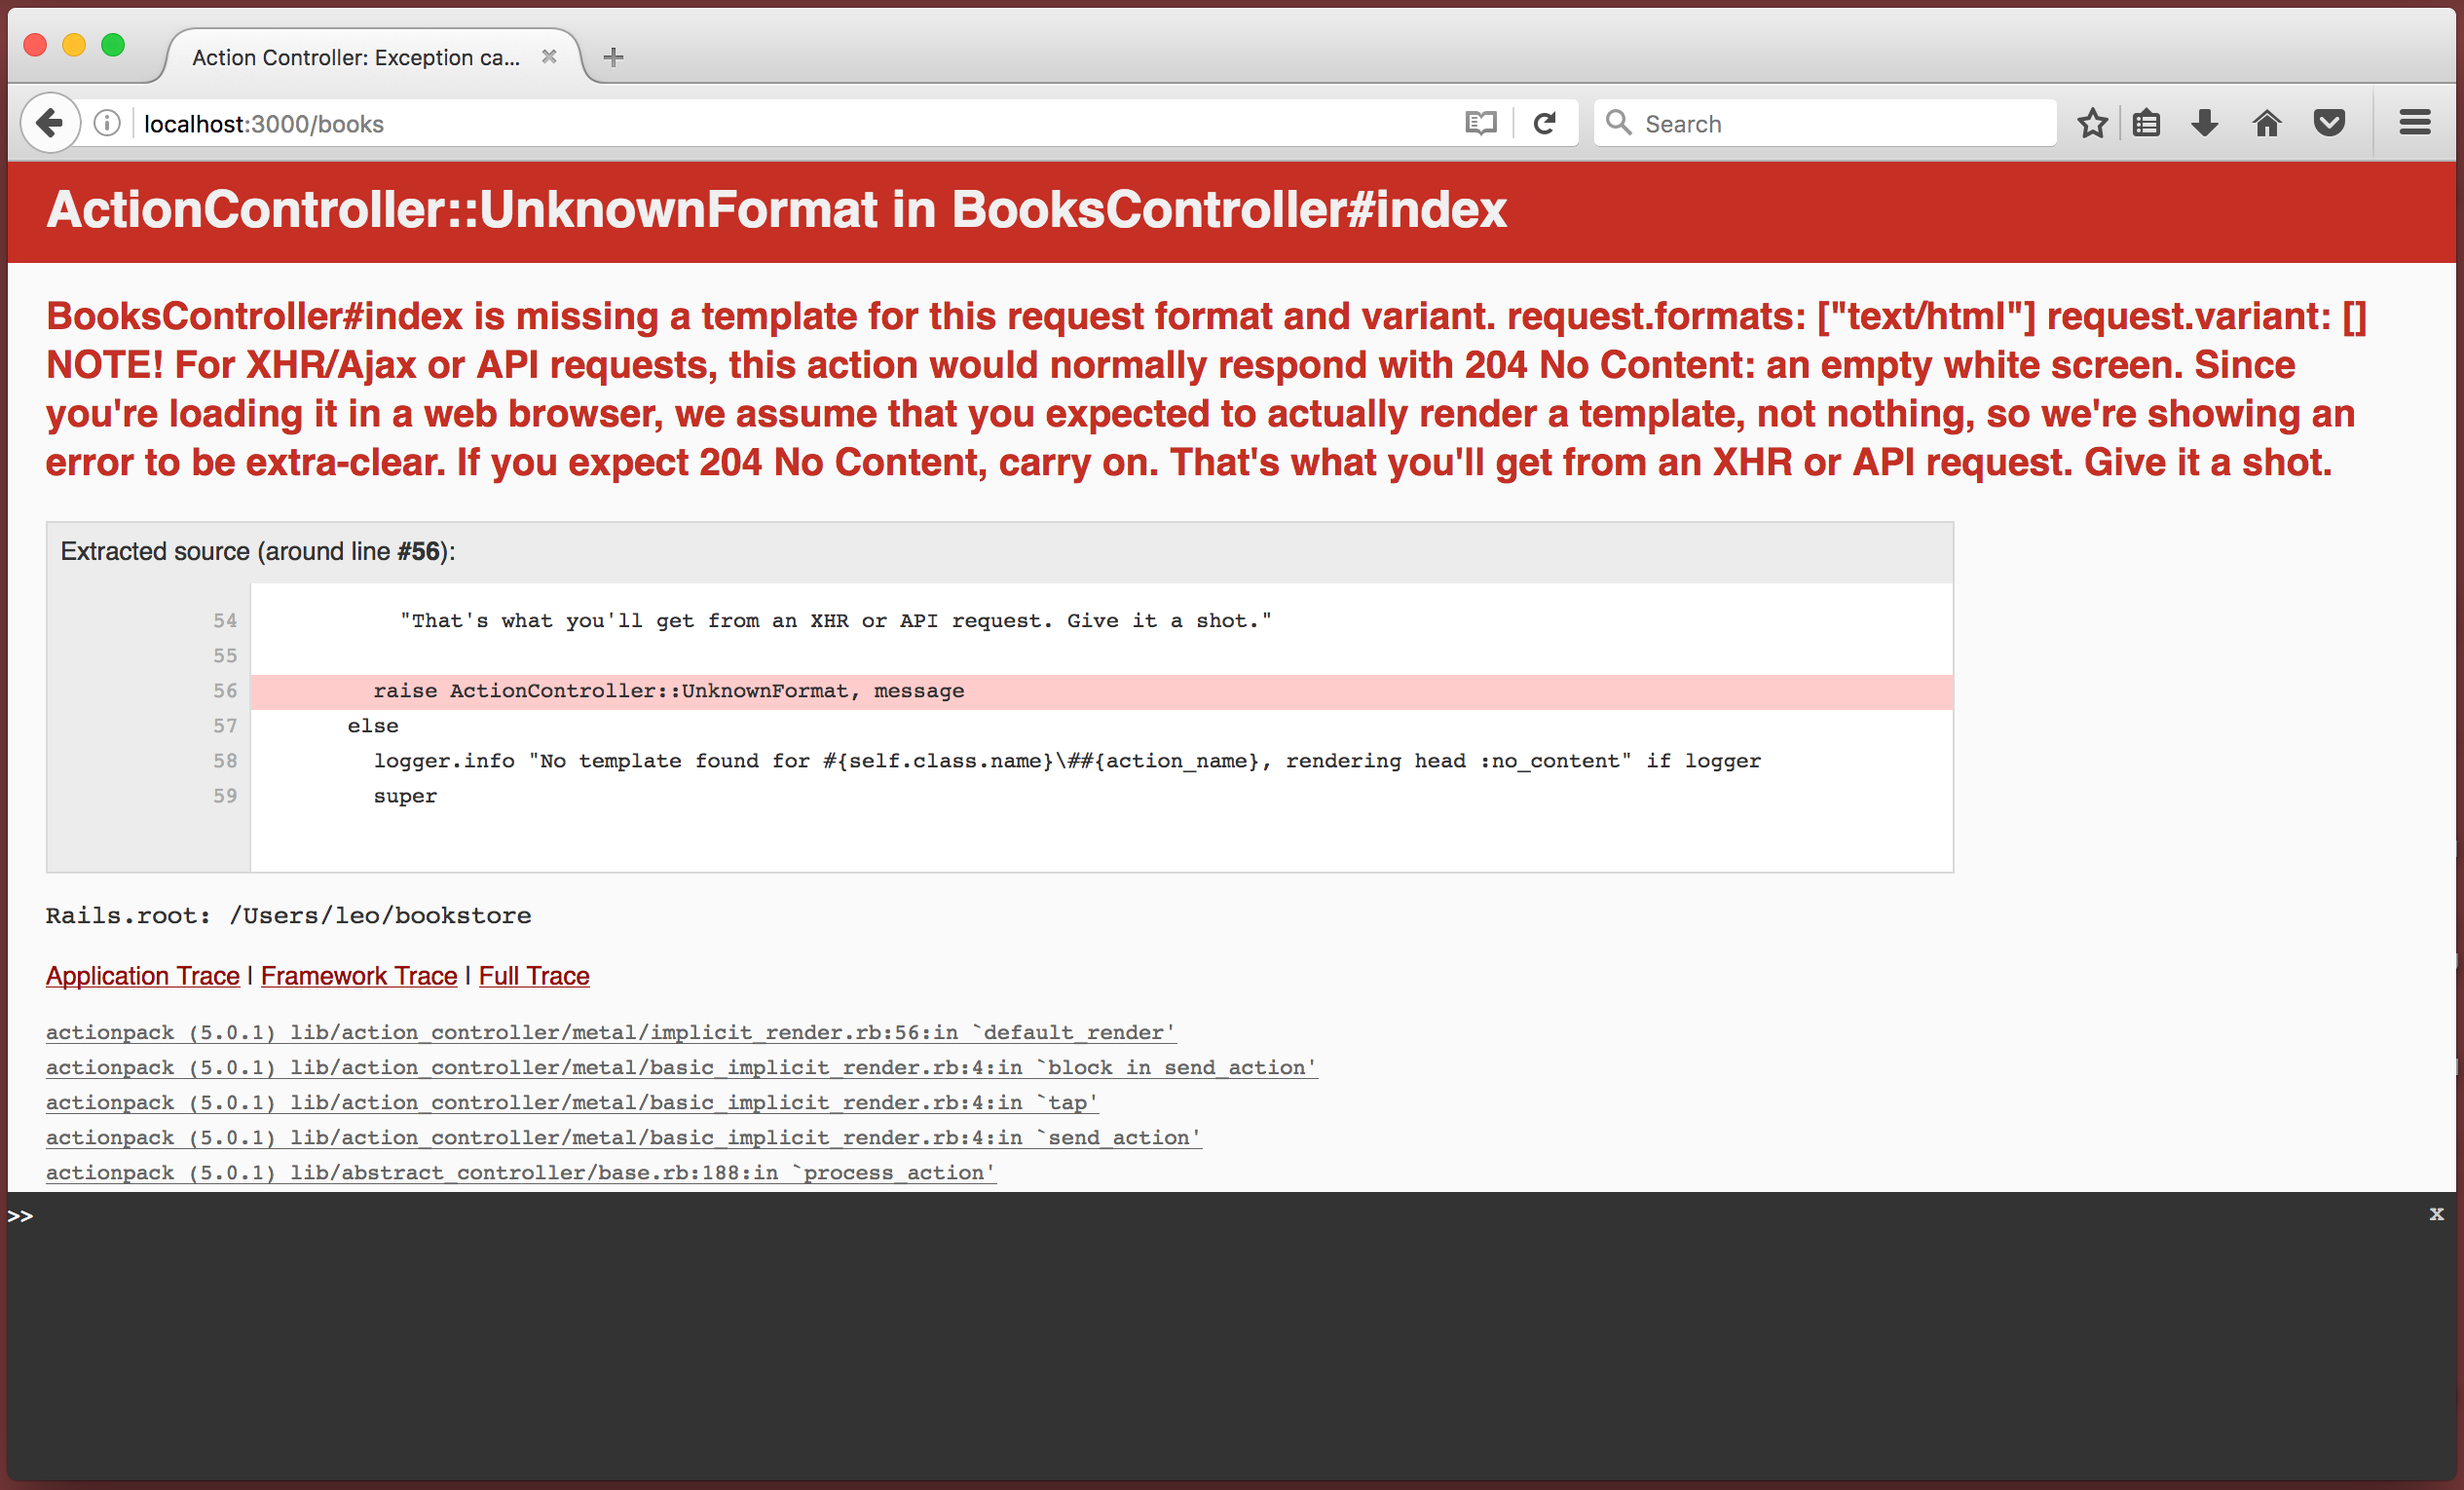 Action Controller: Exception ca...
localhost:3000/books
Search
ActionController::UnknownFormat in BooksController#index
BooksController#index is missing a template for this request format and variant. request.formats: ["text/html"] request.variant: []
NOTE! For XHR/Ajax or API requests, this action would normally respond with 204 No Content: an empty white screen. Since
you're loading it in a web browser, we assume that you expected to actually render a template, not nothing, so we're showing an
error to be extra-clear. If you expect 204 No Content, carry on. That's what you'll get from an XHR or API request. Give it a shot.
Extracted source (around line #56):
54 "That's what you'll get from an XHR or API request. Give it a shot."
55
56 raise ActionController::UnknownFormat, message
57 else
58 logger.info "No template found for #{self.class.name}\##{action_name}, rendering head :no_content" if logger
59 super
Rails.root: /Users/leo/bookstore
Application Trace | Framework Trace | Full Trace
actionpack (5.0.1) lib/action_controller/metal/implicit_render.rb:56:in `default_render'
actionpack (5.0.1) lib/action_controller/metal/basic_implicit_render.rb:4:in `block in send_action'
actionpack (5.0.1) lib/action_controller/metal/basic_implicit_render.rb:4:in `tap'
actionpack (5.0.1) lib/action_controller/metal/basic_implicit_render.rb:4:in `send_action'
actionpack (5.0.1) lib/abstract_controller/base.rb:188:in `process_action'
>> x